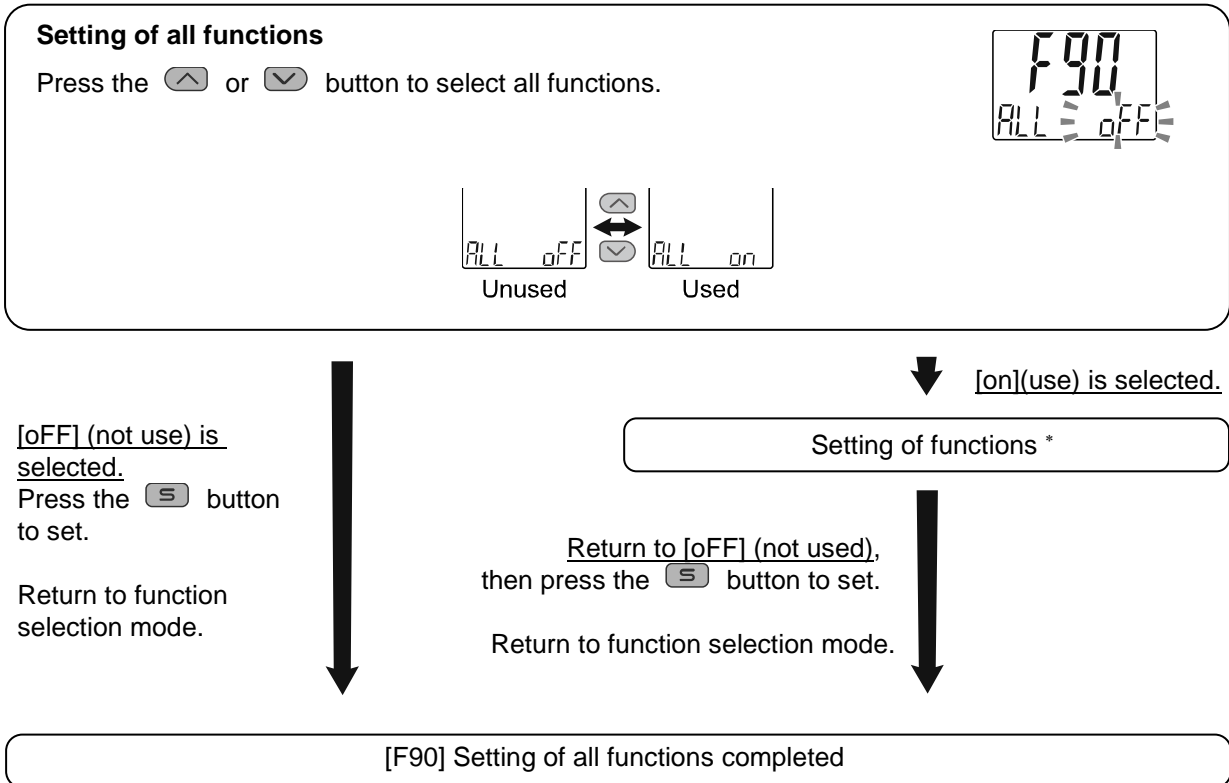 Setting of all functions
Press the or button to select all functions.
F90
ALL oFF
ALL oFF ALL on
Unused Used
[on](use) is selected.
[oFF] (not use) is
selected.
Press the S button
to set.
Return to function
selection mode.
Setting of functions *
Return to [oFF] (not used),
then press the S button to set.
Return to function selection mode.
[F90] Setting of all functions completed